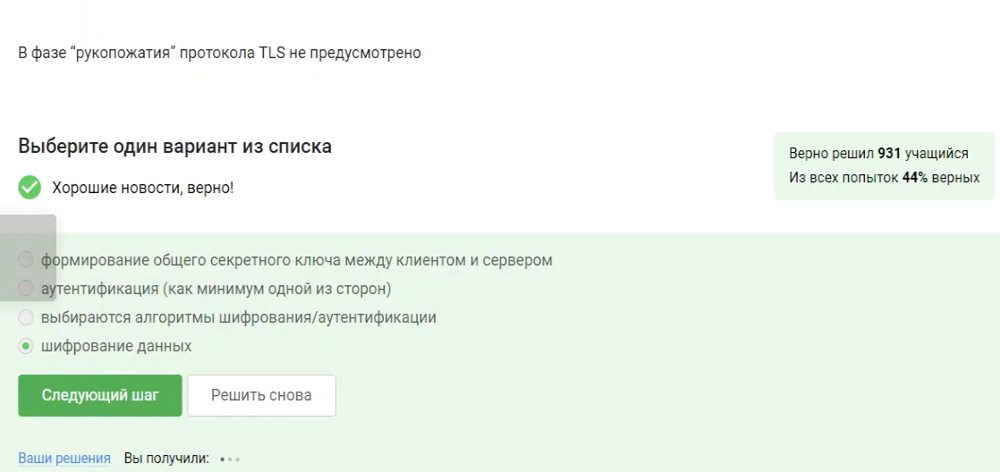 В фазе “рукопожатия” протокола TLS не предусмотрено
Выберите один вариант из списка
Верно решил 931 учащийся
Из всех попыток 44% верных
Хорошие новости, верно!
формирование общего секретного ключа между клиентом и сервером
аутентификация (как минимум одной из сторон)
выбираются алгоритмы шифрования/аутентификации
шифрование данных
Следующий шаг Решить снова
Ваши решения Вы получили: